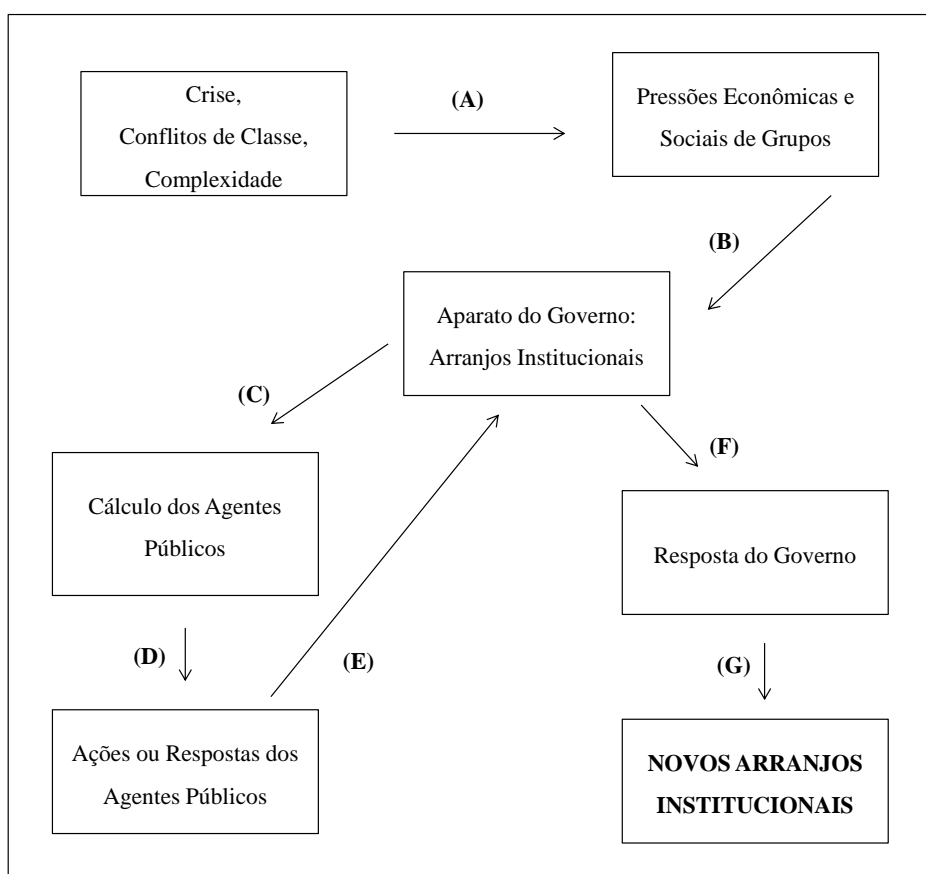 Crise,
Conflitos de Classe,
Complexidade
(A)
Pressões Econômicas e
Sociais de Grupos
(B)
Aparato do Governo:
Arranjos Institucionais
(C)
(F)
Cálculo dos Agentes
Públicos
Resposta do Governo
(D)
(E)
(G)
Ações ou Respostas dos
Agentes Públicos
NOVOS ARRANJOS
INSTITUCIONAIS